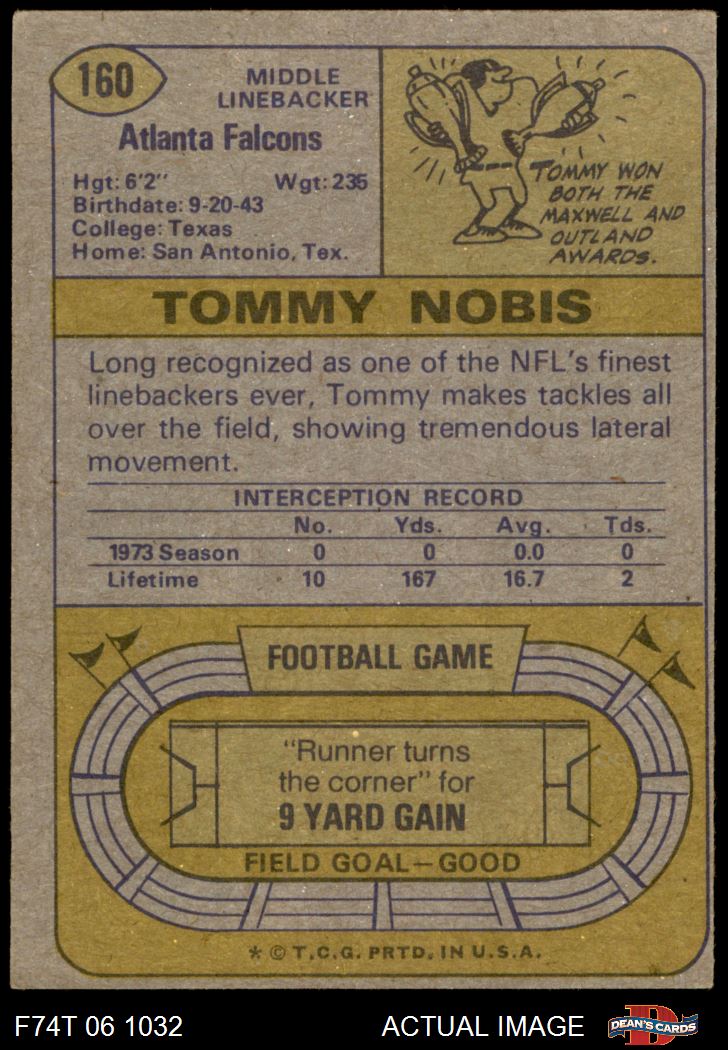 160
MIDDLE
LINEBACKER
Atlanta Falcons
Hgt: 6'2" Wgt: 235
Birthdate: 9-20-43
College: Texas
Home: San Antonio, Tex.
TOMMY WON
BOTH THE
MAXWELL AND
OUTLAND
AWARDS.
TOMMY NOBIS
Long recognized as one of the NFL's finest
linebackers ever, Tommy makes tackles all
over the field, showing tremendous lateral
movement.
INTERCEPTION RECORD
No. Yds. Avg. Tds.
1973 Season 0 0 0.0 0
Lifetime 10 167 16.7 2
FOOTBALL GAME
"Runner turns
the corner" for
9 YARD GAIN
FIELD GOAL—GOOD
* © T.C.G. PRTD. IN U.S.A.
F74T 06 1032 ACTUAL IMAGE DEAN'S CARDS